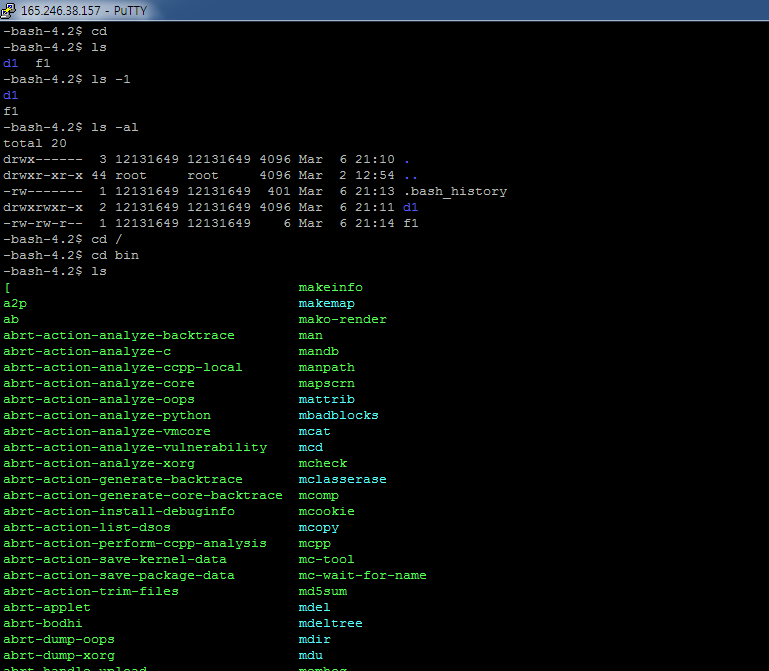 165.246.38.157 - PuTTY
-bash-4.2$ cd
-bash-4.2$ ls
d1  f1
-bash-4.2$ ls -1
d1
f1
-bash-4.2$ ls -al
total 20
drwx------  3 12131649 12131649 4096 Mar  6 21:10 .
drwxr-xr-x 44 root     root     4096 Mar  2 12:54 ..
-rw-------  1 12131649 12131649  401 Mar  6 21:13 .bash_history
drwxrwxr-x  2 12131649 12131649 4096 Mar  6 21:11 d1
-rw-rw-r--  1 12131649 12131649    6 Mar  6 21:14 f1
-bash-4.2$ cd /
-bash-4.2$ cd bin
-bash-4.2$ ls
[                                    makeinfo
a2p                                  makemap
ab                                   mako-render
abrt-action-analyze-backtrace        man
abrt-action-analyze-c                mandb
abrt-action-analyze-ccpp-local       manpath
abrt-action-analyze-core             mapscrn
abrt-action-analyze-oops             mattrib
abrt-action-analyze-python           mbadblocks
abrt-action-analyze-vmcore           mcat
abrt-action-analyze-vulnerability    mcd
abrt-action-analyze-xorg             mcheck
abrt-action-generate-backtrace       mclasserase
abrt-action-generate-core-backtrace  mcomp
abrt-action-install-debuginfo        mcookie
abrt-action-list-dsos                mcopy
abrt-action-perform-ccpp-analysis    mcpp
abrt-action-save-kernel-data         mc-tool
abrt-action-save-package-data        mc-wait-for-name
abrt-action-trim-files               md5sum
abrt-applet                          mdel
abrt-bodhi                           mdeltree
abrt-dump-oops                       mdir
abrt-dump-xorg                       mdu